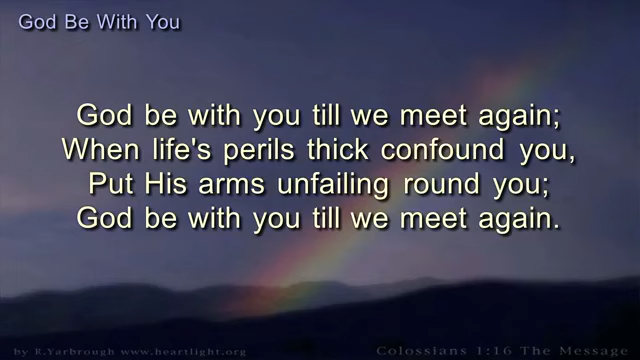 God Be With You
God be with you till we meet again;
When life's perils thick confound you,
Put His arms unfailing round you;
God be with you till we meet again.
by R.Yarbrough www.heartlight.org
Colossians 1:16 The Message